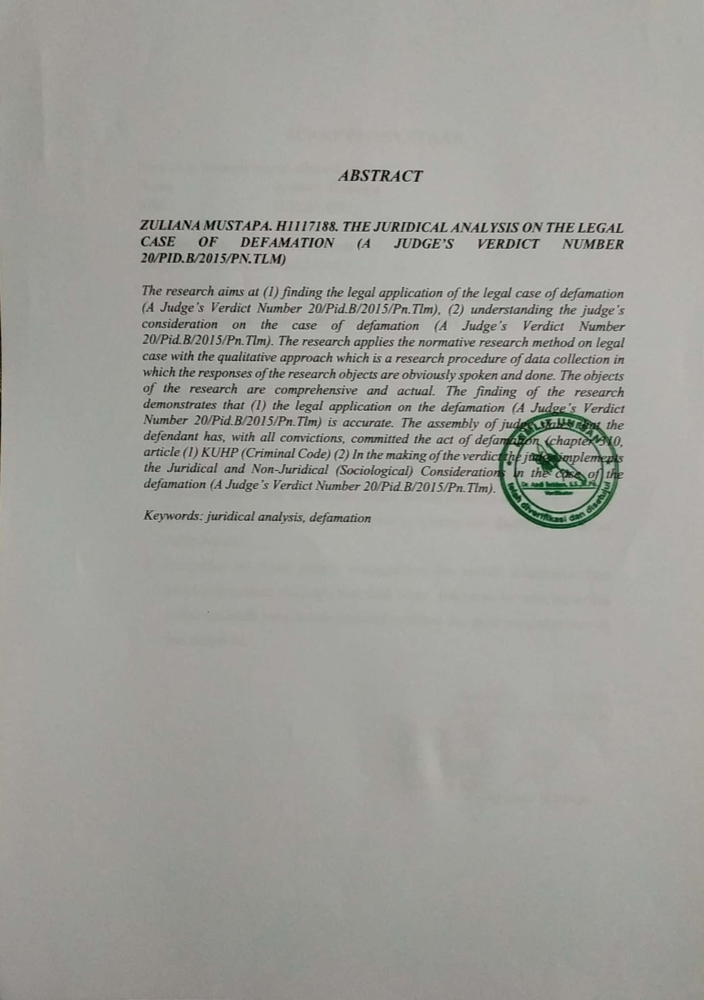 ABSTRACT
ZULIANA MUSTAPA. H1117188. THE JURIDICAL ANALYSIS ON THE LEGAL
CASE OF DEFAMATION (A JUDGE'S VERDICT NUMBER
20/PID.B/2015/PN.TLM)
The research aims at (1) finding the legal application of the legal case of defamation
(A Judge's Verdict Number 20/Pid.B/2015/Pn.Tlm), (2) understanding the judge's
consideration on the case of defamation (A Judge's Verdict Number
20/Pid.B/2015/Pn.Tlm). The research applies the normative research method on legal
case with the qualitative approach which is a research procedure of data collection in
which the responses of the research objects are obviously spoken and done. The objects
of the research are comprehensive and actual. The finding of the research
demonstrates that (1) the legal application on the defamation (A Judge's Verdict
Number 20/Pid.B/2015/Pn.Tlm) is accurate. The assembly of judge states that the
defendant has, with all convictions, committed the act of defamation (chapter 310,
article (1) KUHP (Criminal Code) (2) In the making of the verdict the judge implements
the Juridical and Non-Juridical (Sociological) Considerations in the case of the
defamation (A Judge's Verdict Number 20/Pid.B/2015/Pn.Tlm).
Dr. Andi
Verifikator
telah diverifikasi dan disetujui
Keywords: juridical analysis, defamation